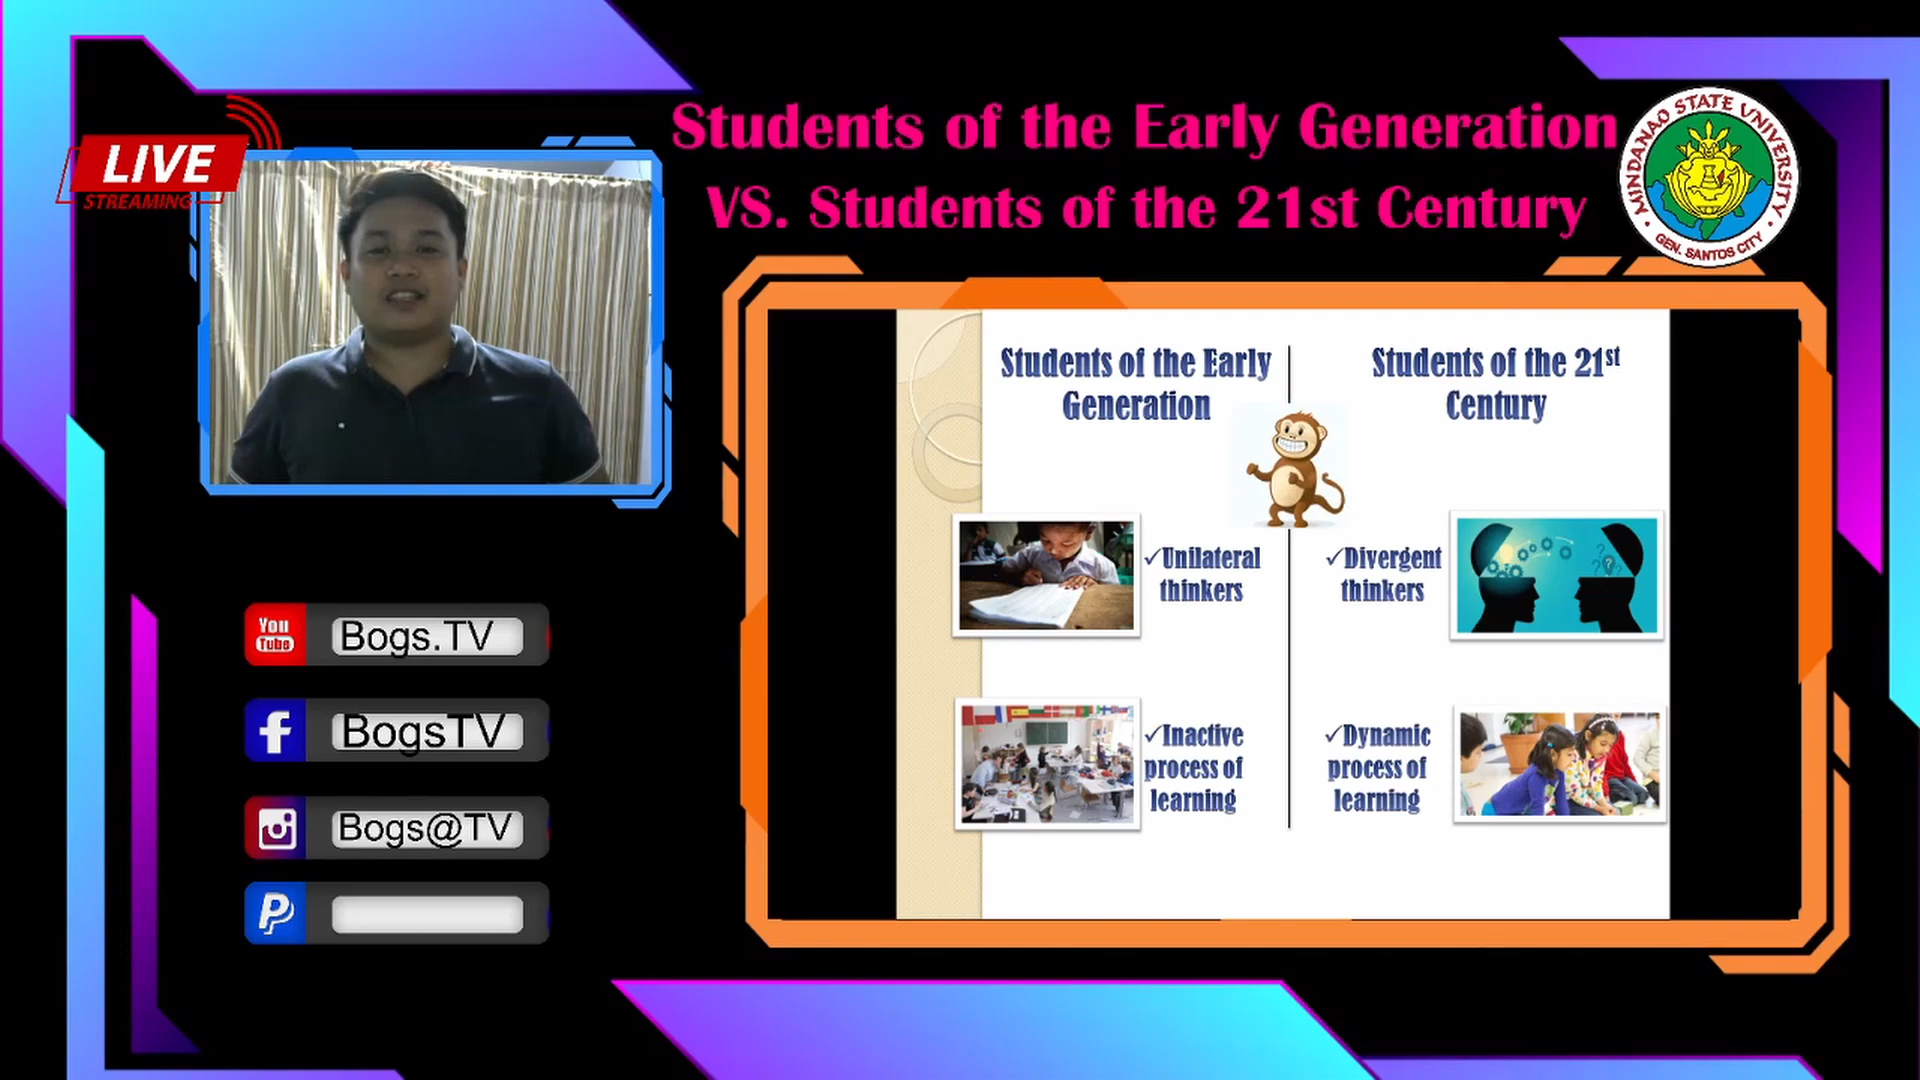 LIVE
STREAMING
Students of the Early Generation
VS. Students of the 21st Century
MINDANAO STATE UNIVERSITY
GEN. SANTOS CITY
Students of the Early
Generation
Students of the 21st
Century
✓Unilateral
thinkers
✓Divergent
thinkers
✓Inactive
process of
learning
✓Dynamic
process of
learning
You
Tube
Bogs.TV
f
BogsTV
Bogs@TV
P